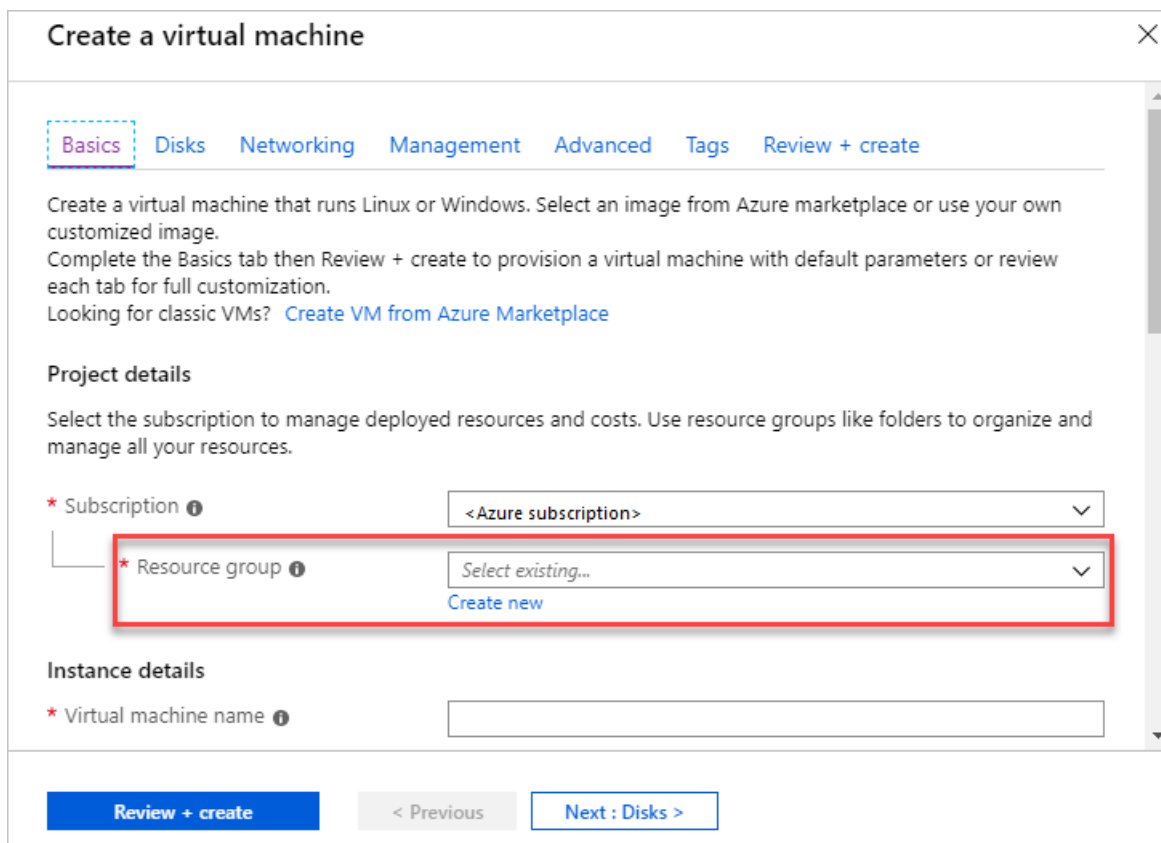 Create a virtual machine
Basics Disks Networking Management Advanced Tags Review + create
Create a virtual machine that runs Linux or Windows. Select an image from Azure marketplace or use your own
customized image.
Complete the Basics tab then Review + create to provision a virtual machine with default parameters or review
each tab for full customization.
Looking for classic VMs? Create VM from Azure Marketplace
Project details
Select the subscription to manage deployed resources and costs. Use resource groups like folders to organize and
manage all your resources.
* Subscription <Azure subscription>
* Resource group Select existing...
Create new
Instance details
* Virtual machine name
Review + create < Previous Next : Disks >